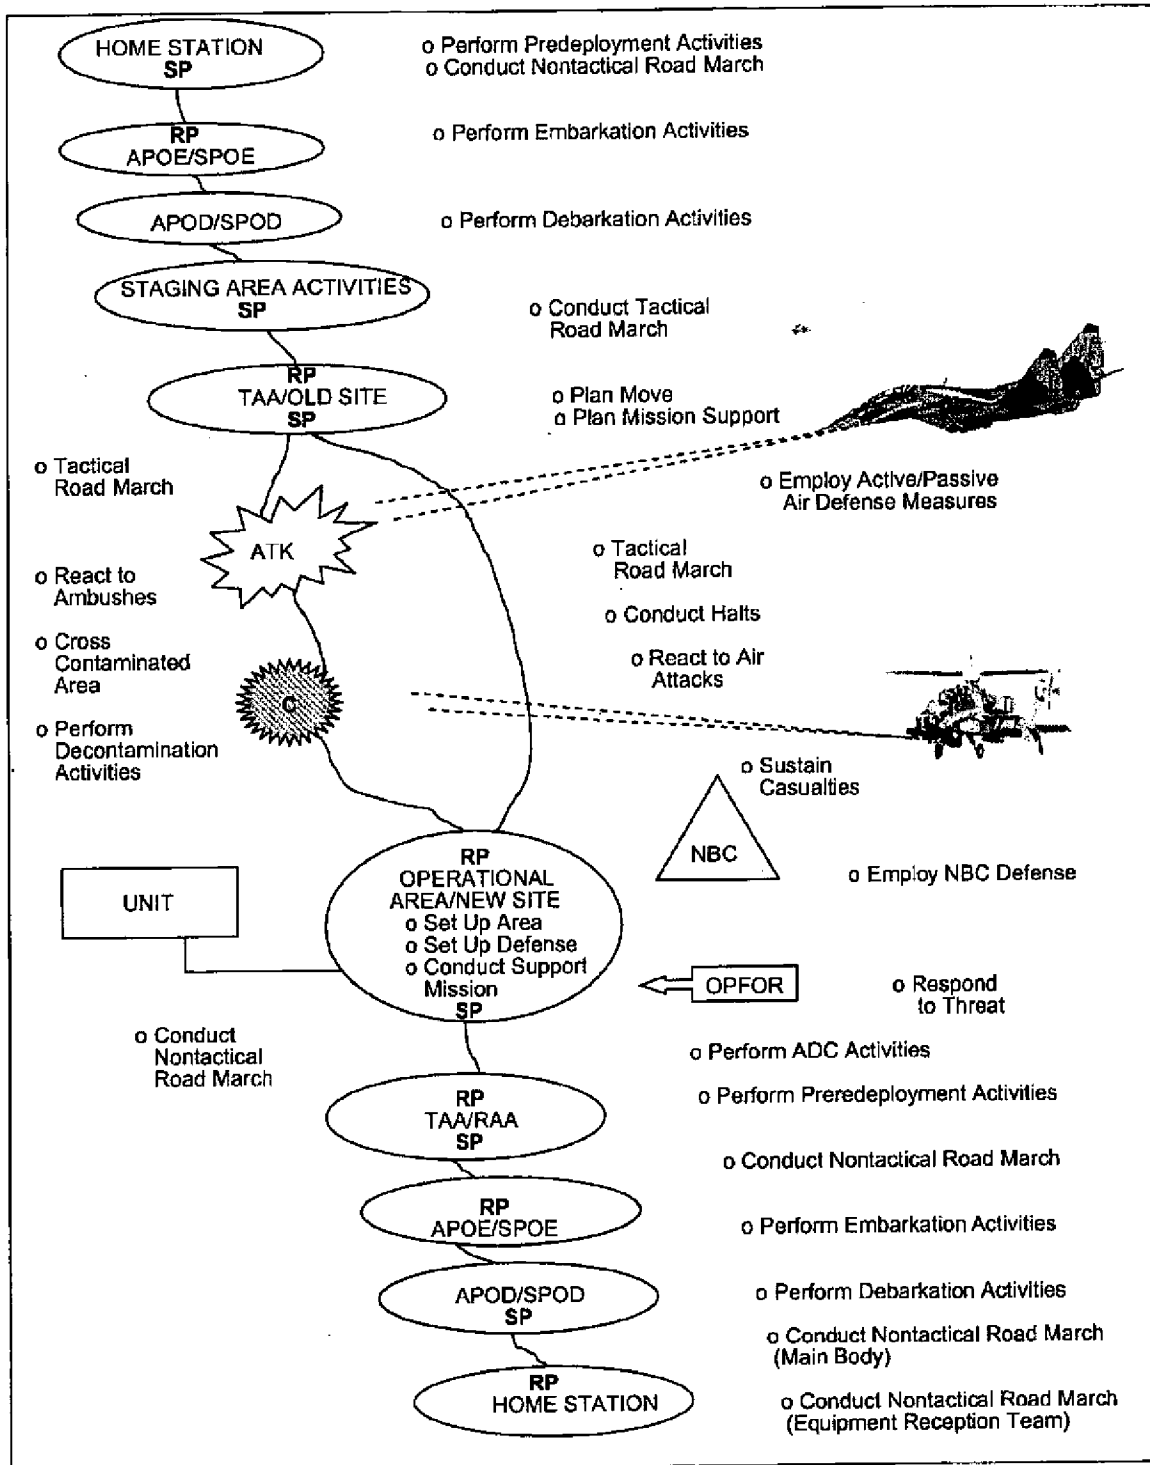 HOME STATION
SP
o Perform Predeployment Activities
o Conduct Nontactical Road March
RP
APOE/SPOE
o Perform Embarkation Activities
APOD/SPOD
o Perform Debarkation Activities
STAGING AREA ACTIVITIES
SP
o Conduct Tactical
Road March
RP
TAA/OLD SITE
SP
o Plan Move
o Plan Mission Support
o Tactical
Road March
o Employ Active/Passive
Air Defense Measures
ATK
o Tactical
Road March
o React to
Ambushes
o Conduct Halts
o Cross
Contaminated
Area
o React to Air
Attacks
C
o Perform
Decontamination
Activities
o Sustain
Casualties
NBC
o Employ NBC Defense
UNIT
RP
OPERATIONAL
AREA/NEW SITE
o Set Up Area
o Set Up Defense
o Conduct Support
Mission
SP
OPFOR
o Respond
to Threat
o Conduct
Nontactical
Road March
o Perform ADC Activities
RP
TAA/RAA
SP
o Perform Preredeployment Activities
o Conduct Nontactical Road March
RP
APOE/SPOE
o Perform Embarkation Activities
APOD/SPOD
SP
o Perform Debarkation Activities
o Conduct Nontactical Road March
(Main Body)
RP
HOME STATION
o Conduct Nontactical Road March
(Equipment Reception Team)